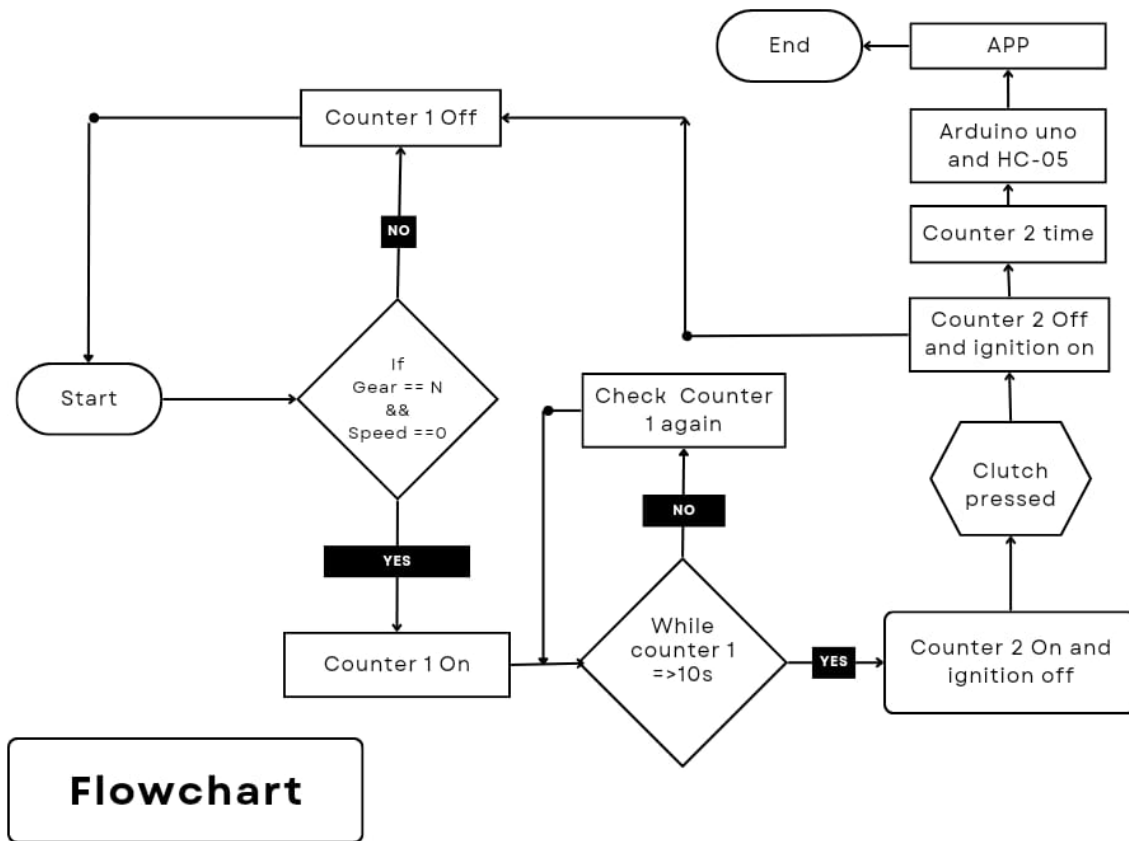 End
APP
Counter 1 Off
Arduino uno
and HC-05
NO
Counter 2 time
Counter 2 Off
and ignition on
If
Gear == N
&&
Speed ==0
Start
Check Counter
1 again
Clutch
pressed
NO
YES
While
counter 1
=>10s
Counter 1 On
YES
Counter 2 On and
ignition off
Flowchart